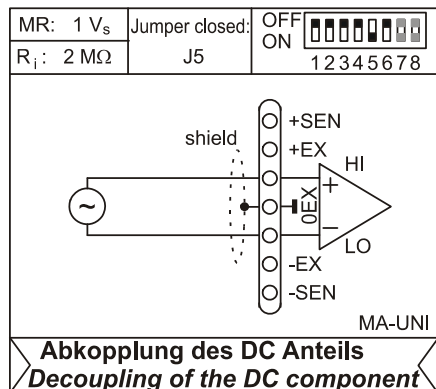 MR: 1 Vs
Jumper closed:
OFF
ON
Ri: 2 MΩ
J5
12345678
shield
+SEN
+EX
HI
+
0EX
~
−
LO
-EX
-SEN
MA-UNI
Abkopplung des DC Anteils
Decoupling of the DC component